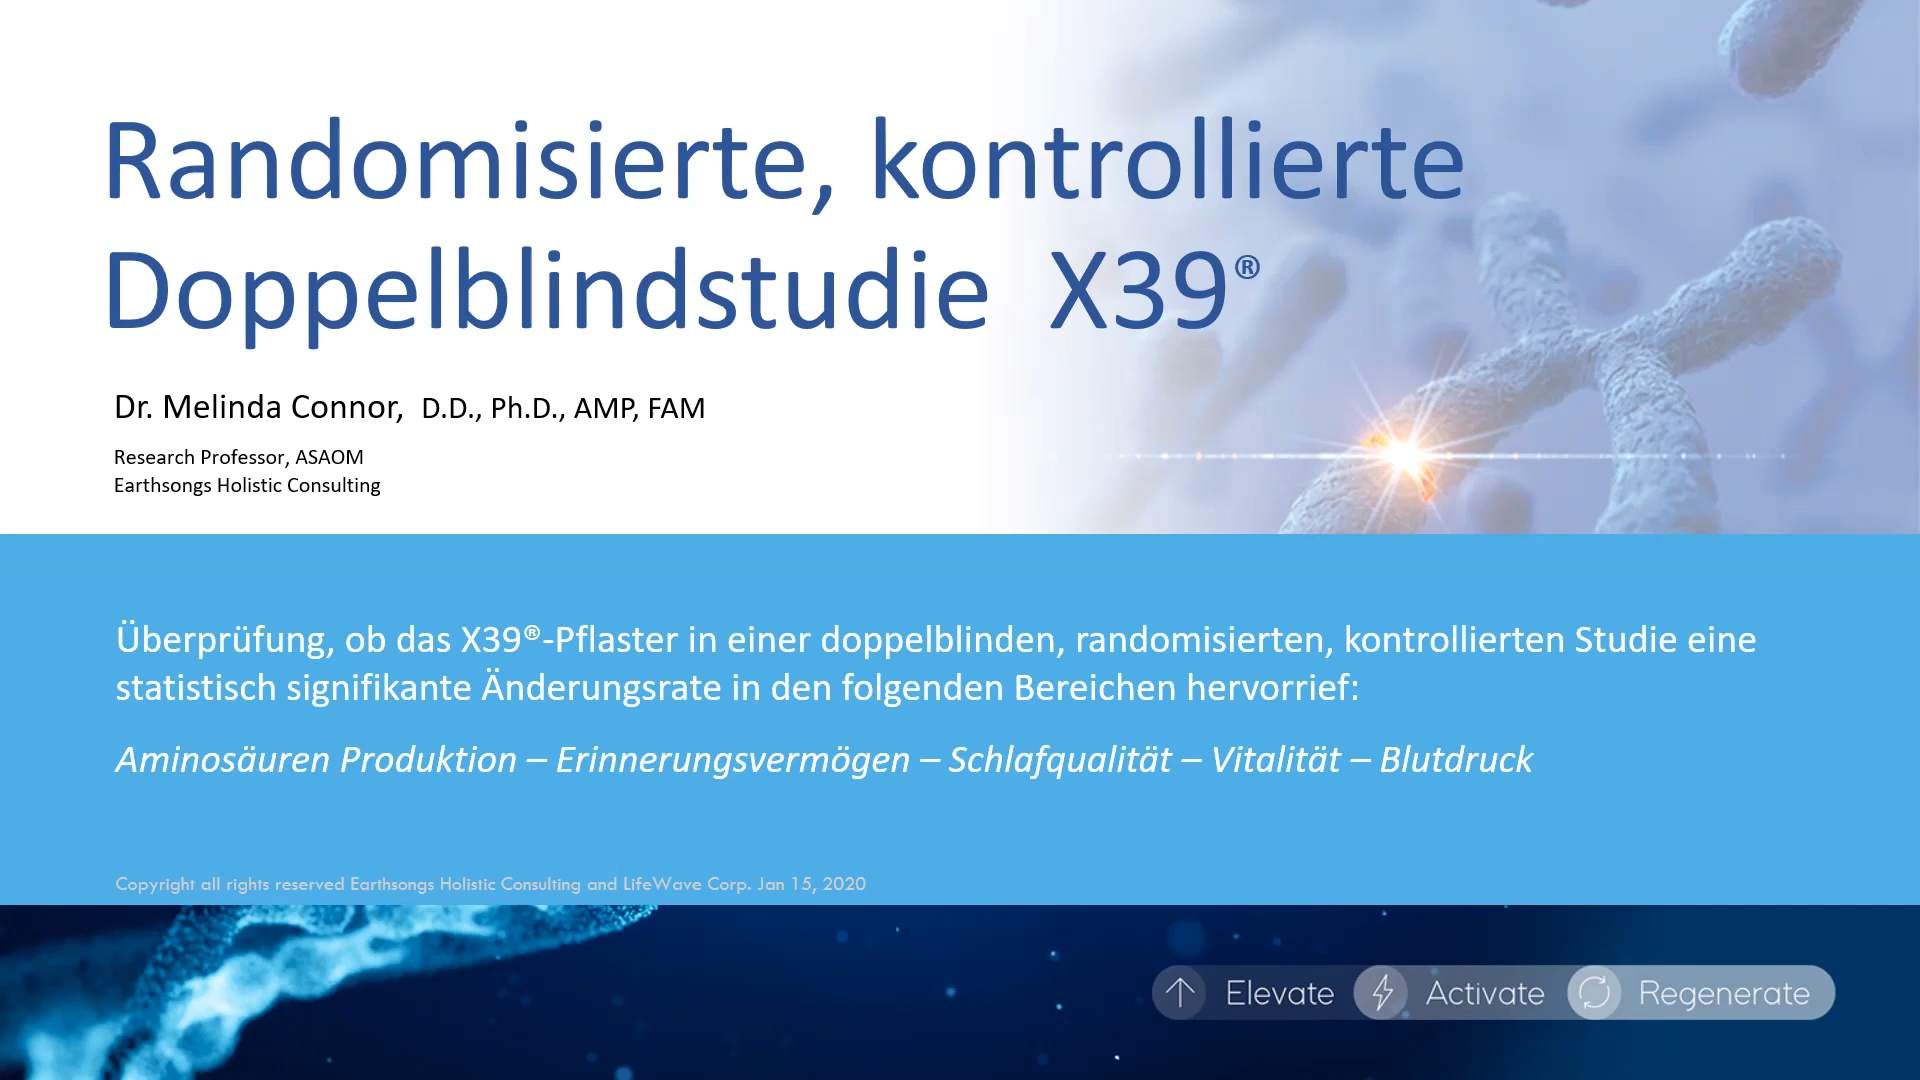 Randomisierte, kontrollierte
Doppelblindstudie X39®
Dr. Melinda Connor, D.D., Ph.D., AMP, FAM
Research Professor, ASAOM
Earthsongs Holistic Consulting
Überprüfung, ob das X39®-Pflaster in einer doppelblinden, randomisierten, kontrollierten Studie eine
statistisch signifikante Änderungsrate in den folgenden Bereichen hervorrief:
Aminosäuren Produktion – Erinnerungsvermögen – Schlafqualität – Vitalität – Blutdruck
Copyright all rights reserved Earthsongs Holistic Consulting and LifeWave Corp. Jan 15, 2020
Elevate Activate Regenerate